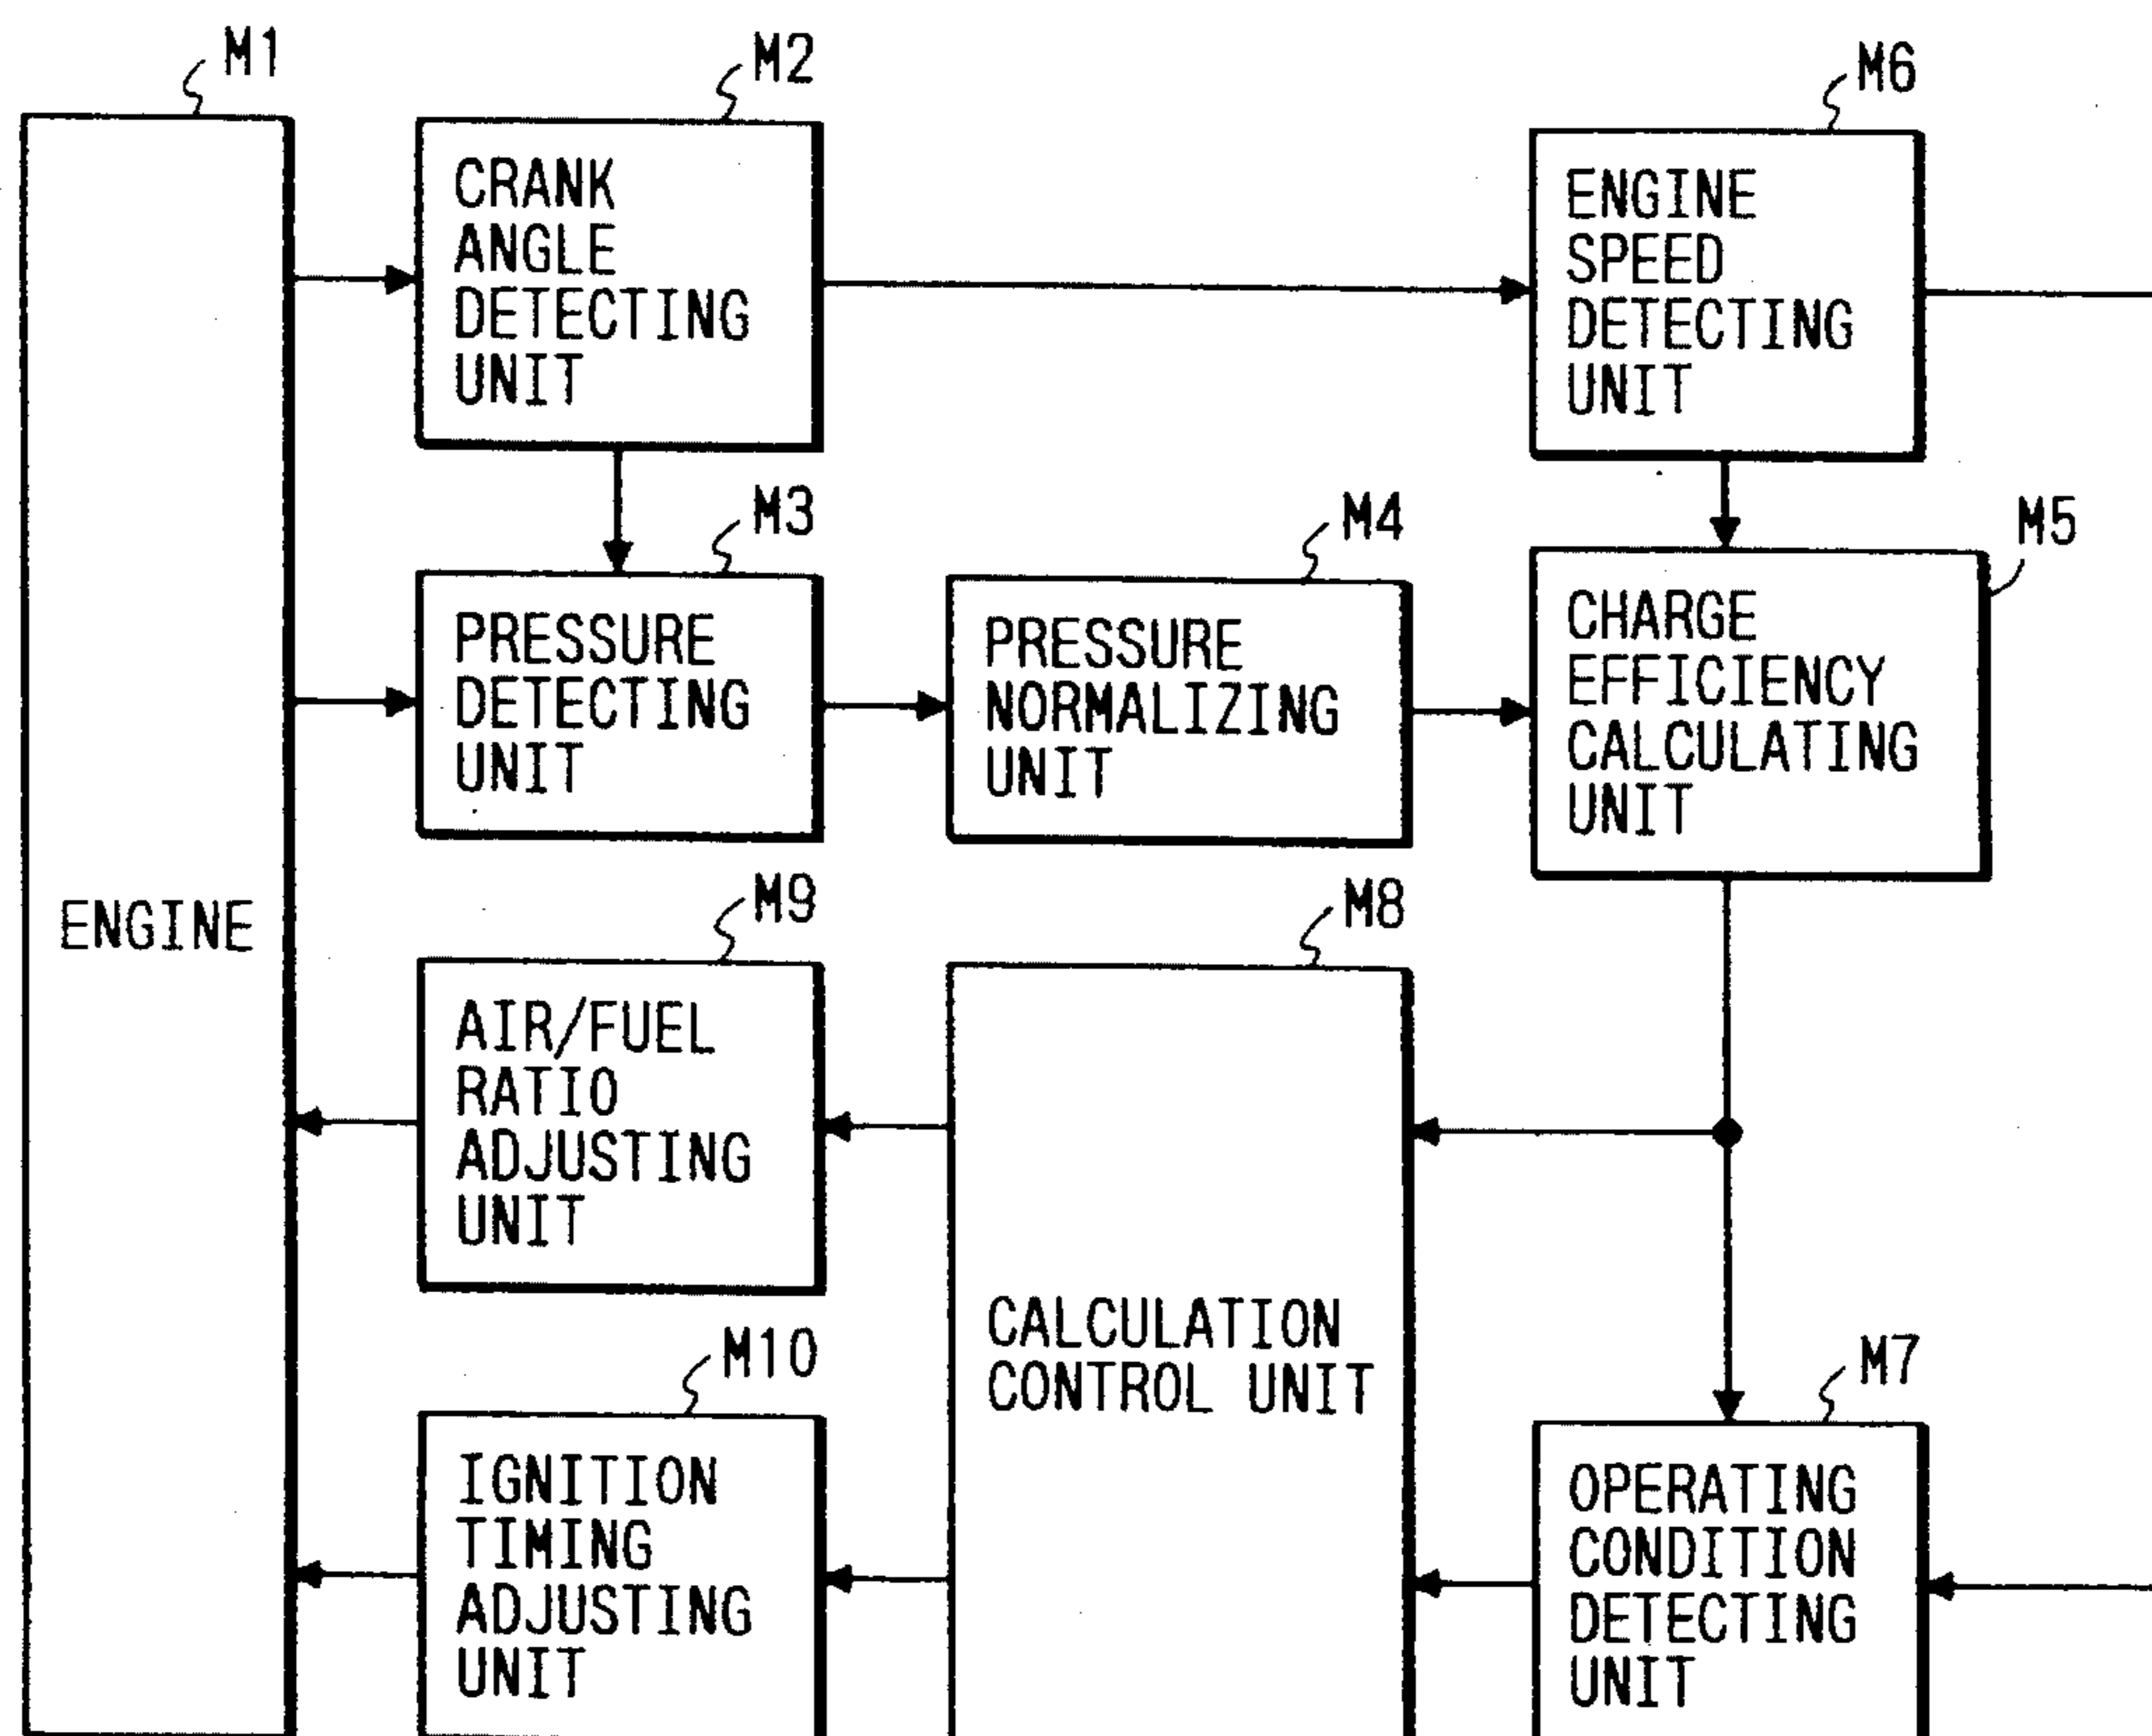 M1
ENGINE
M2
CRANK
ANGLE
DETECTING
UNIT
M6
ENGINE
SPEED
DETECTING
UNIT
M3
PRESSURE
DETECTING
UNIT
M4
PRESSURE
NORMALIZING
UNIT
M5
CHARGE
EFFICIENCY
CALCULATING
UNIT
M9
AIR/FUEL
RATIO
ADJUSTING
UNIT
M8
CALCULATION
CONTROL UNIT
M10
IGNITION
TIMING
ADJUSTING
UNIT
M7
OPERATING
CONDITION
DETECTING
UNIT